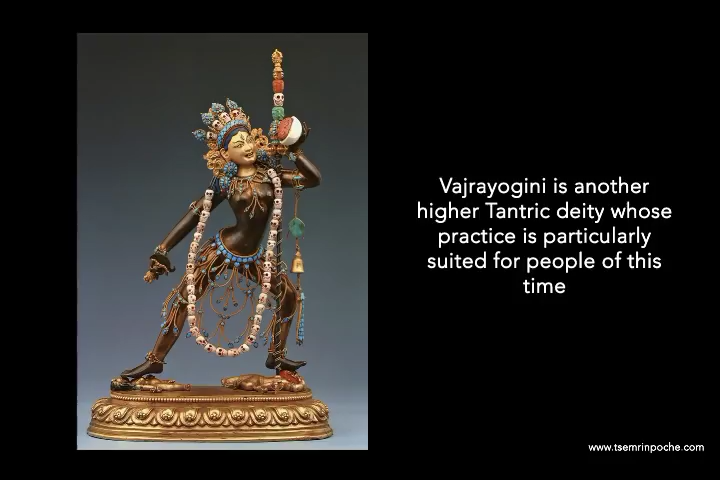 Vajrayogini is another
higher Tantric deity whose
practice is particularly
suited for people of this
time
www.tsemrinpoche.com